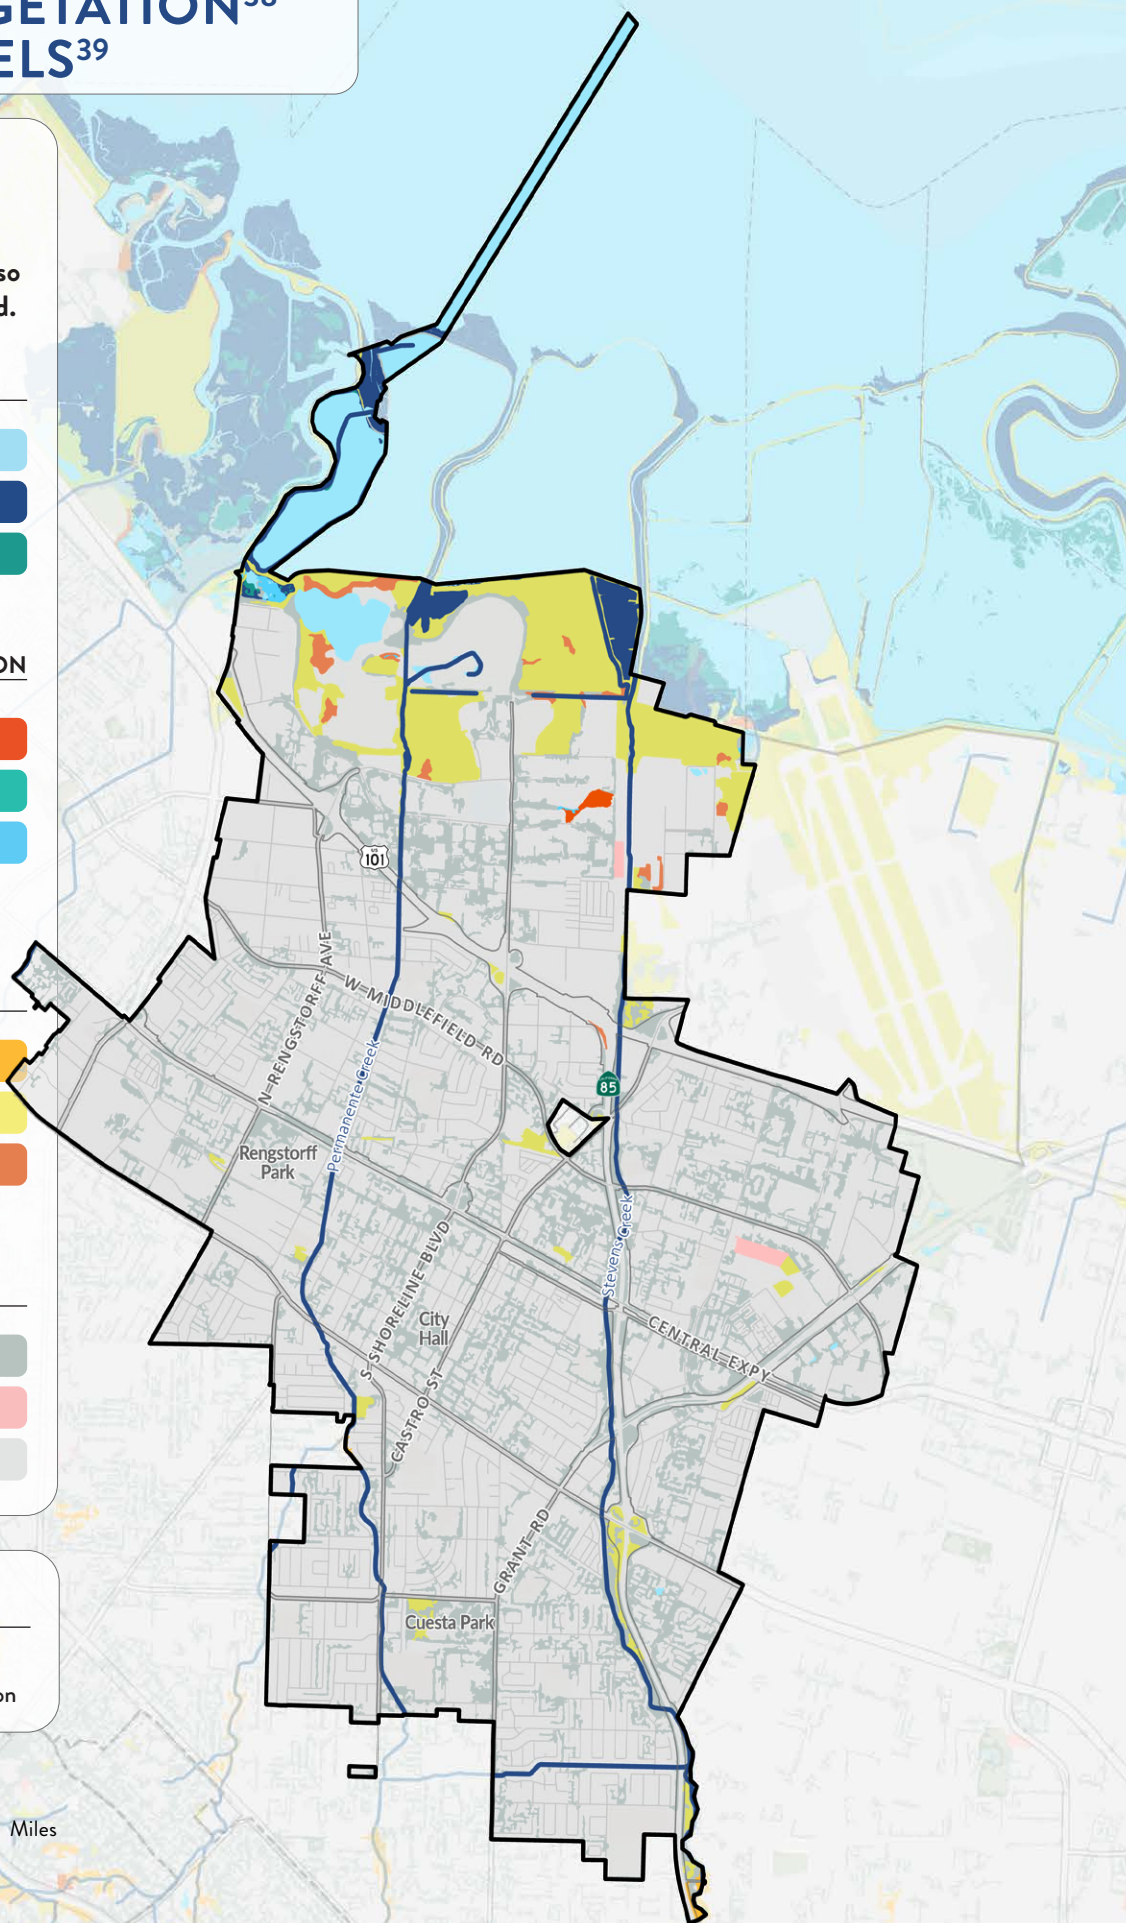 GETATION³⁸
ELS³⁹
so
d.
ON
on
Miles
US
101
N RENGSTORFF AVE
W MIDDLEFIELD RD
Permanente Creek
85
Rengstorff
Park
Stevens Creek
S SHORELINE BLVD
City
Hall
CENTRAL EXPY
CASTRO ST
GRANT RD
Cuesta Park